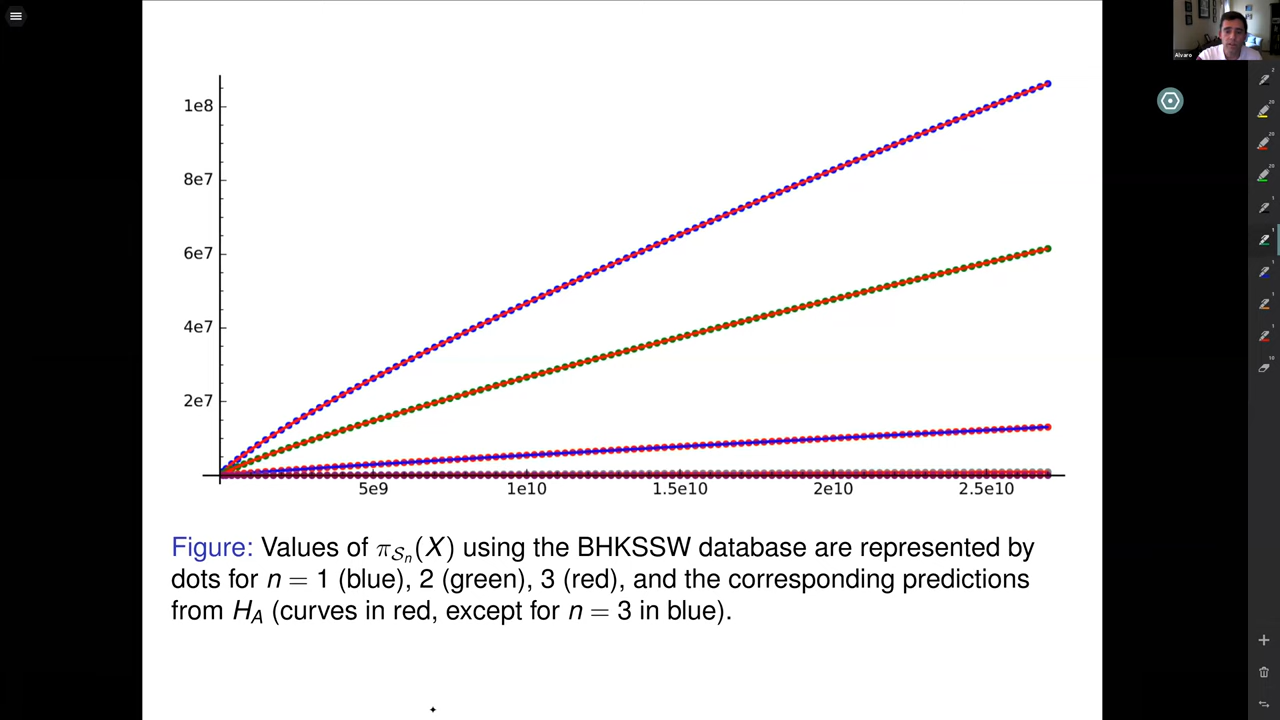 Alvaro
1e8
8e7
6e7
4e7
2e7
5e9 1e10 1.5e10 2e10 2.5e10
Figure: Values of π_{𝒮_n}(X) using the BHKSSW database are represented by
dots for n = 1 (blue), 2 (green), 3 (red), and the corresponding predictions
from H_A (curves in red, except for n = 3 in blue).